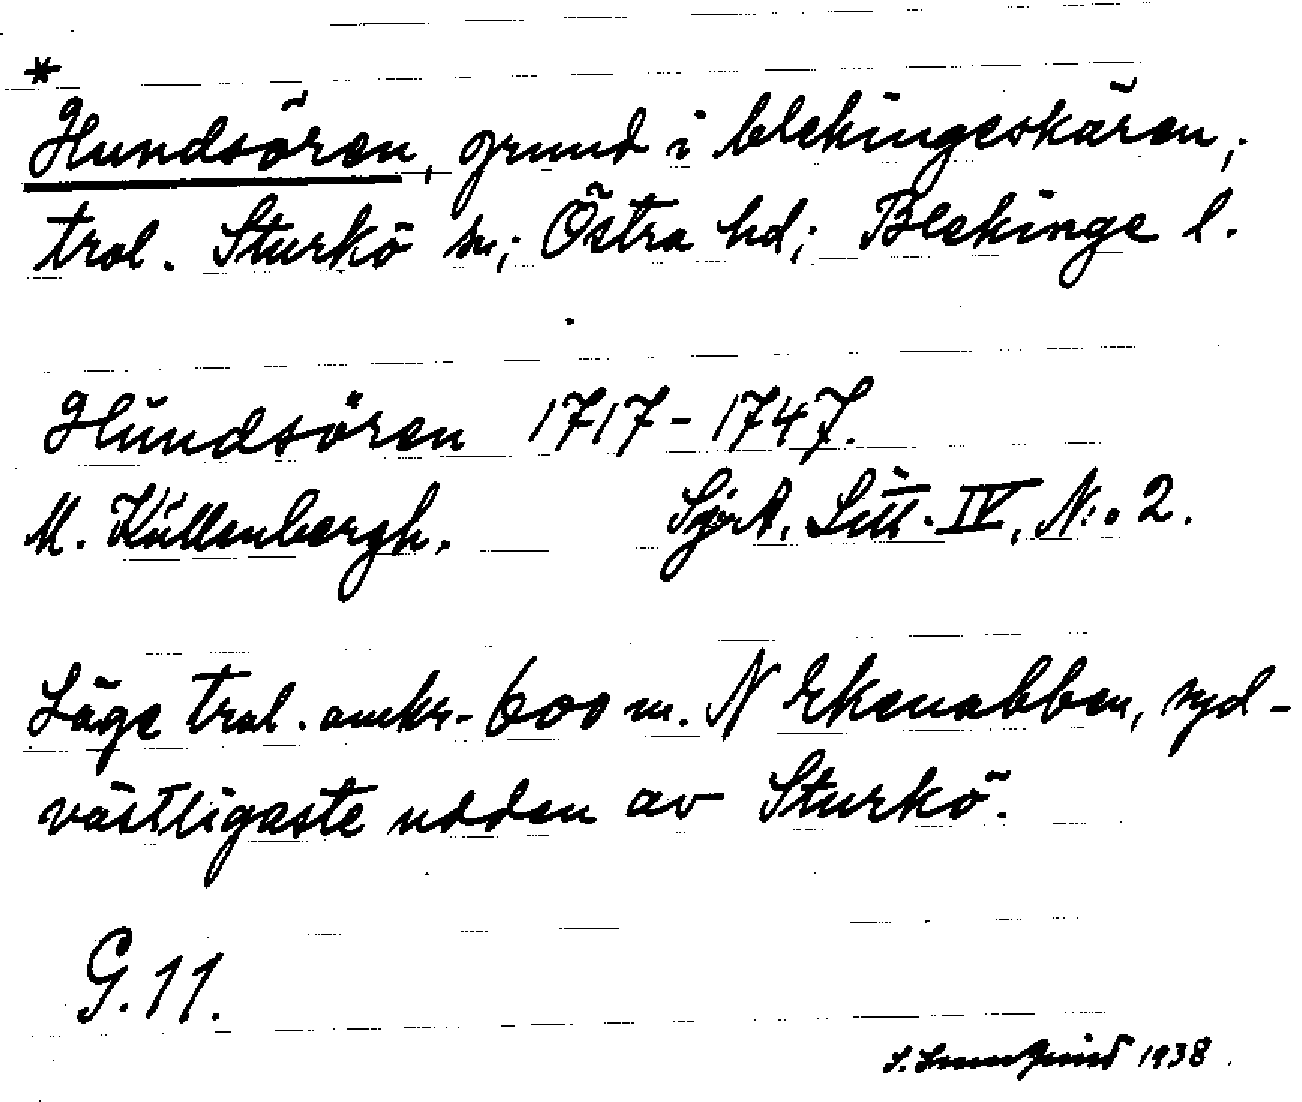 *
Hundsören, grund i blekingeskären;
trol. Sturkö sn; Östra hd; Blekinge l.
Hundsören 1717-1747.
M. Küllenbergh. SjöA. Litt. IV, N:o 2.
Läge trol. omkr. 600 m. N Ekenabben, syd-
västligaste udden av Sturkö.
G. 11.
S. 1938